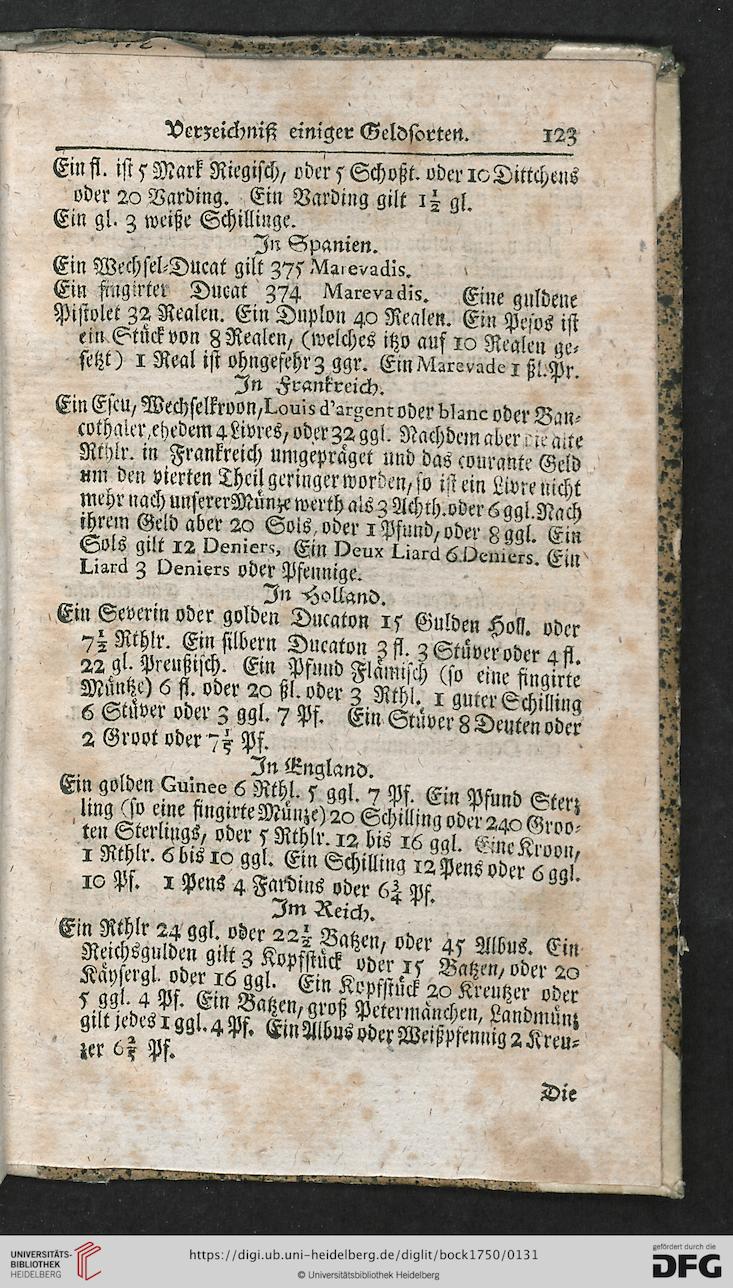 Verzeichniß einiger Geldsorten. 123
Ein fl. ist 5 Mark Riegisch, oder 5 Schoßt. oder 10 Dittchens
oder 20 Varding. Ein Varding gilt 1½ gl.
Ein gl. 3 weiße Schillinge.
In Spanien.
Ein Wechsel-Ducat gilt 375 Marevadis.
Ein fingirter Ducat 374 Marevadis. Eine guldene
Pistolet 32 Realen. Ein Duplon 40 Realen. Ein Pesos ist
ein Stück von 8 Realen, (welches itzo auf 10 Realen ge-
setzt) 1 Real ist ohngefehr 3 ggr. Ein Marevade 1 ßl. Pr.
In Frankreich.
Ein Escu, Wechselkroon, Louis d'argent oder blanc oder Ban-
cothaler, ehedem 4 Livres, oder 32 ggl. Nachdem aber die alte
Rthlr. in Frankreich umgepräget und das courante Geld
um den vierten Theil geringer worden, so ist ein Livre nicht
mehr nach unserer Münze werth als 3 Achth. oder 6 ggl. Nach
ihrem Geld aber 20 Sols, oder 1 Pfund, oder 8 ggl. Ein
Sols gilt 12 Deniers, Ein Deux Liard 6 Deniers. Ein
Liard 3 Deniers oder Pfennige.
In Holland.
Ein Severin oder golden Ducaton 15 Gulden Holl. oder
7½ Rthlr. Ein silbern Ducaton 3 fl. 3 Stüver oder 4 fl.
22 gl. Preußisch. Ein Pfund Flämisch (so eine fingirte
Müntze) 6 fl. oder 20 ßl. oder 3 Rthl. 1 guter Schilling
6 Stüver oder 3 ggl. 7 Pf. Ein Stüver 8 Deuten oder
2 Groot oder 7⅕ Pf.
In England.
Ein golden Guinee 6 Rthl. 5 ggl. 7 Pf. Ein Pfund Ster-
ling (so eine fingirte Münze) 20 Schilling oder 240 Groo-
ten Sterlings, oder 5 Rthlr. 12 bis 16 ggl. Eine Kroon,
1 Rthlr. 6 bis 10 ggl. Ein Schilling 12 Pens oder 6 ggl.
10 Pf. 1 Pens 4 Fardins oder 6¾ Pf.
Im Reich.
Ein Rthlr 24 ggl. oder 22½ Batzen, oder 45 Albus. Ein
Reichsgulden gilt 3 Kopfstück oder 15 Batzen, oder 20
Käysergl. oder 16 ggl. Ein Kopfstück 20 Kreutzer oder
5 ggl. 4 Pf. Ein Batzen, groß Petermänchen, Landmüntz
gilt jedes 1 ggl. 4 Pf. Ein Albus oder Weißpfennig 2 Kreu-
zer 6⅖ Pf.
Die
UNIVERSITÄTS-
BIBLIOTHEK
HEIDELBERG
https://digi.ub.uni-heidelberg.de/diglit/bock1750/0131
© Universitätsbibliothek Heidelberg
gefördert durch die
DFG